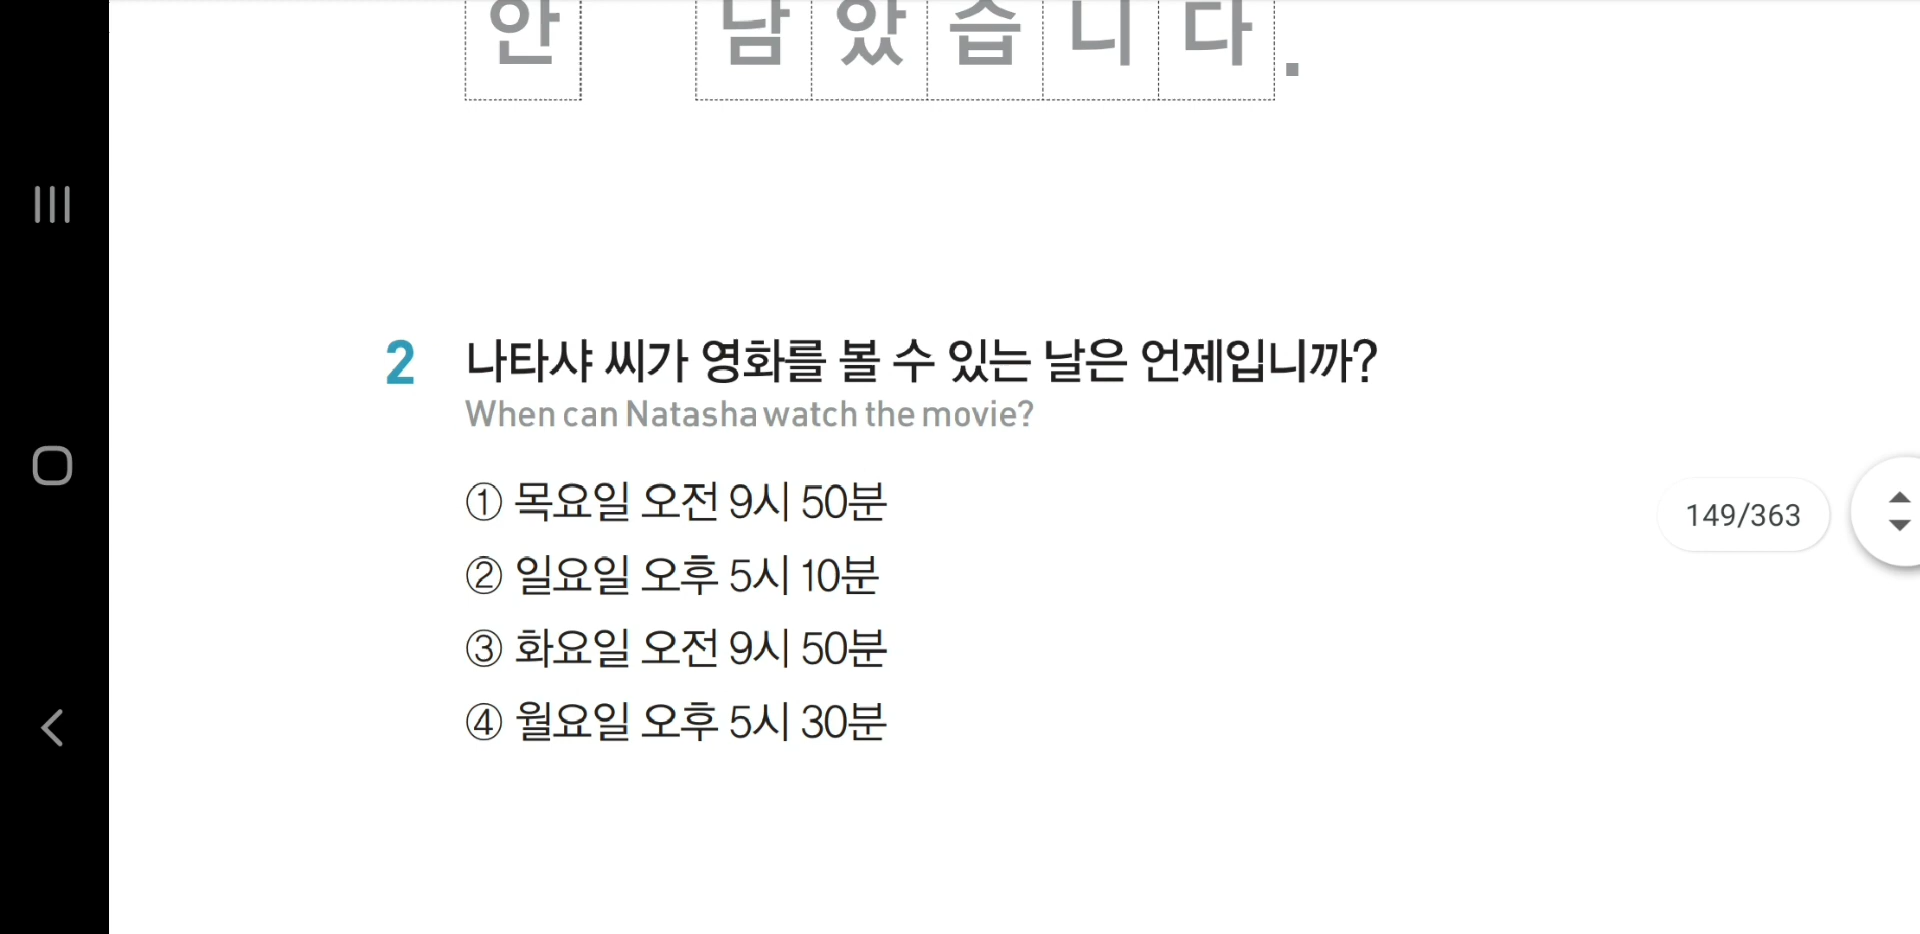 안 남았습니다.
2 나타샤 씨가 영화를 볼 수 있는 날은 언제입니까?
When can Natasha watch the movie?
① 목요일 오전 9시 50분
② 일요일 오후 5시 10분
③ 화요일 오전 9시 50분
④ 월요일 오후 5시 30분
149/363